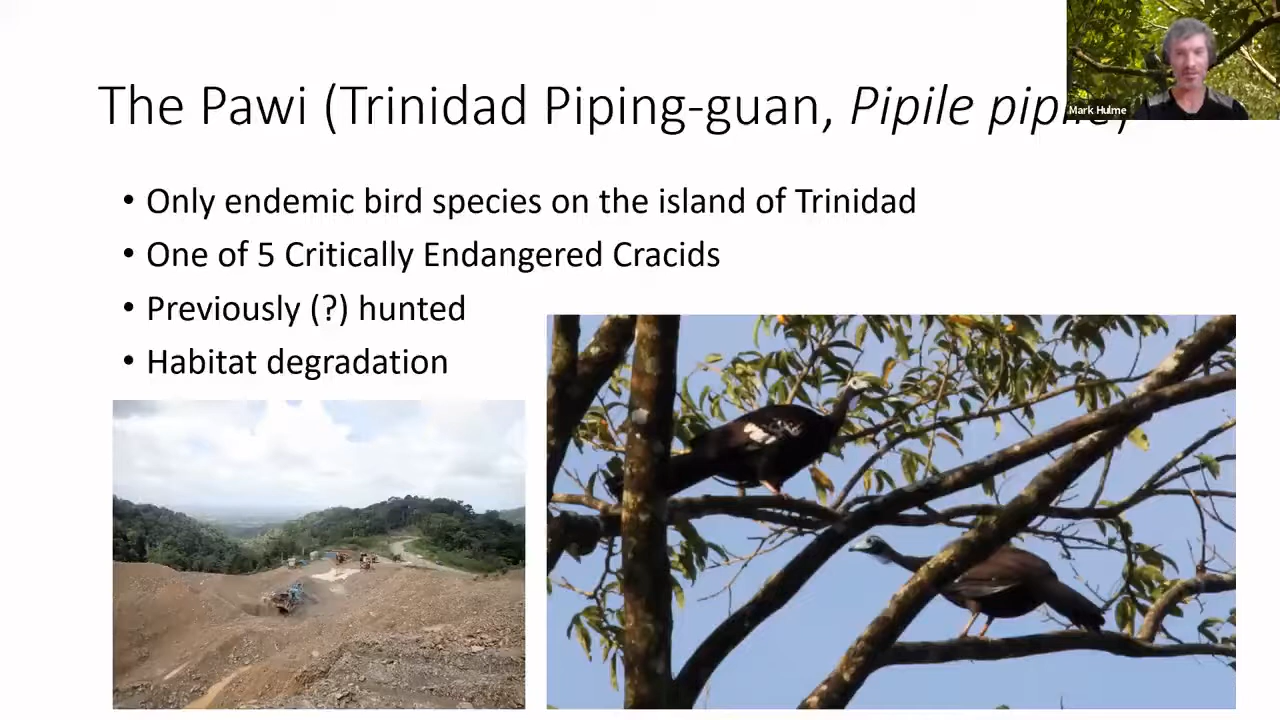 The Pawi (Trinidad Piping-guan, Pipile pipile)
Mark Hulme
• Only endemic bird species on the island of Trinidad
• One of 5 Critically Endangered Cracids
• Previously (?) hunted
• Habitat degradation